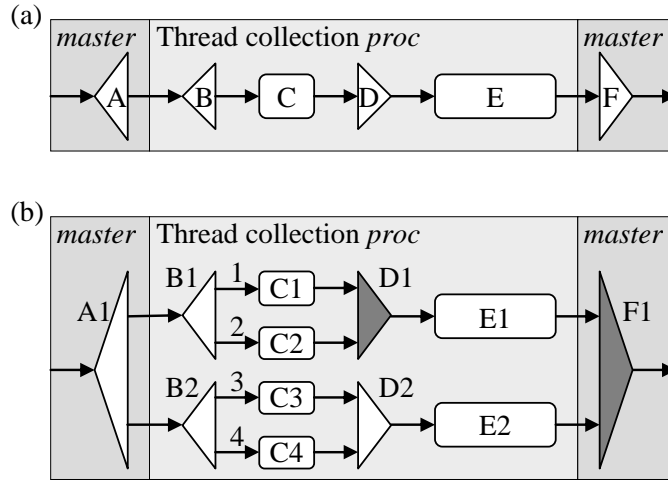 (a)
master Thread collection proc master
A B C D E F
(b)
master Thread collection proc master
A1 B1 1 C1 D1 E1 F1
2 C2
B2 3 C3 D2 E2
4 C4